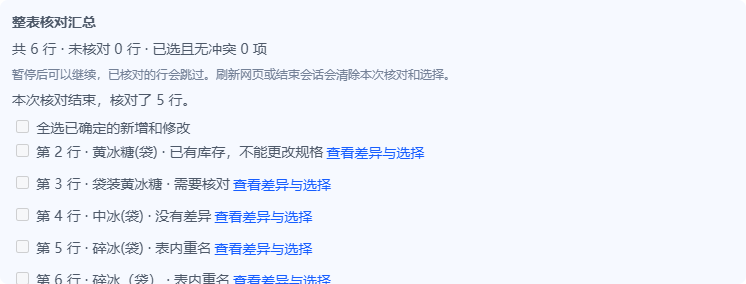 整表核对汇总
共 6 行 · 未核对 0 行 · 已选且无冲突 0 项
暂停后可以继续，已核对的行会跳过。刷新网页或结束会话会清除本次核对和选择。
本次核对结束，核对了 5 行。
全选已确定的新增和修改
第 2 行 · 黄冰糖(袋) · 已有库存，不能更改规格 查看差异与选择
第 3 行 · 袋装黄冰糖 · 需要核对 查看差异与选择
第 4 行 · 中冰(袋) · 没有差异 查看差异与选择
第 5 行 · 碎冰(袋) · 表内重名 查看差异与选择
第 6 行 · 碎冰（袋） · 表内重名 查看差异与选择